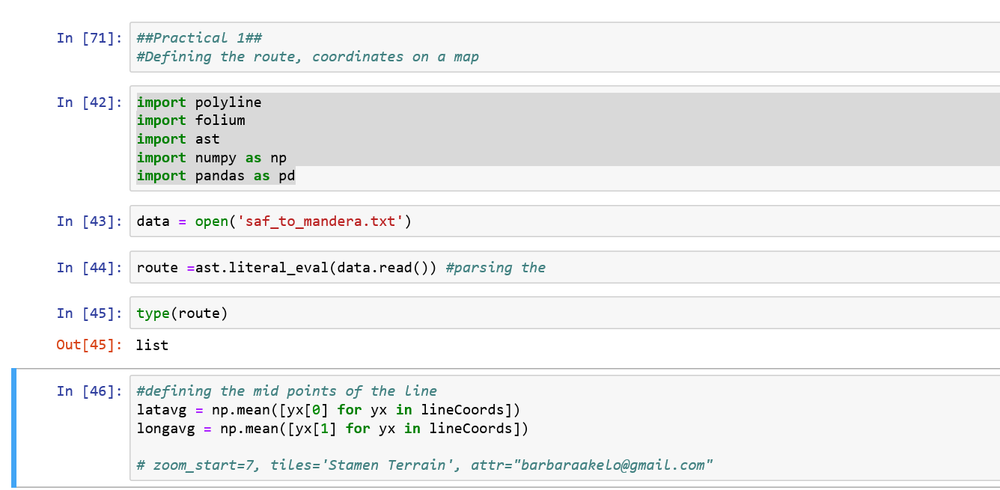 In [71]: ##Practical 1##
#Defining the route, coordinates on a map
In [42]: import polyline
import folium
import ast
import numpy as np
import pandas as pd
In [43]: data = open('saf_to_mandera.txt')
In [44]: route =ast.literal_eval(data.read()) #parsing the
In [45]: type(route)
Out[45]: list
In [46]: #defining the mid points of the line
latavg = np.mean([yx[0] for yx in lineCoords])
longavg = np.mean([yx[1] for yx in lineCoords])
# zoom_start=7, tiles='Stamen Terrain', attr="barbaraakelo@gmail.com"